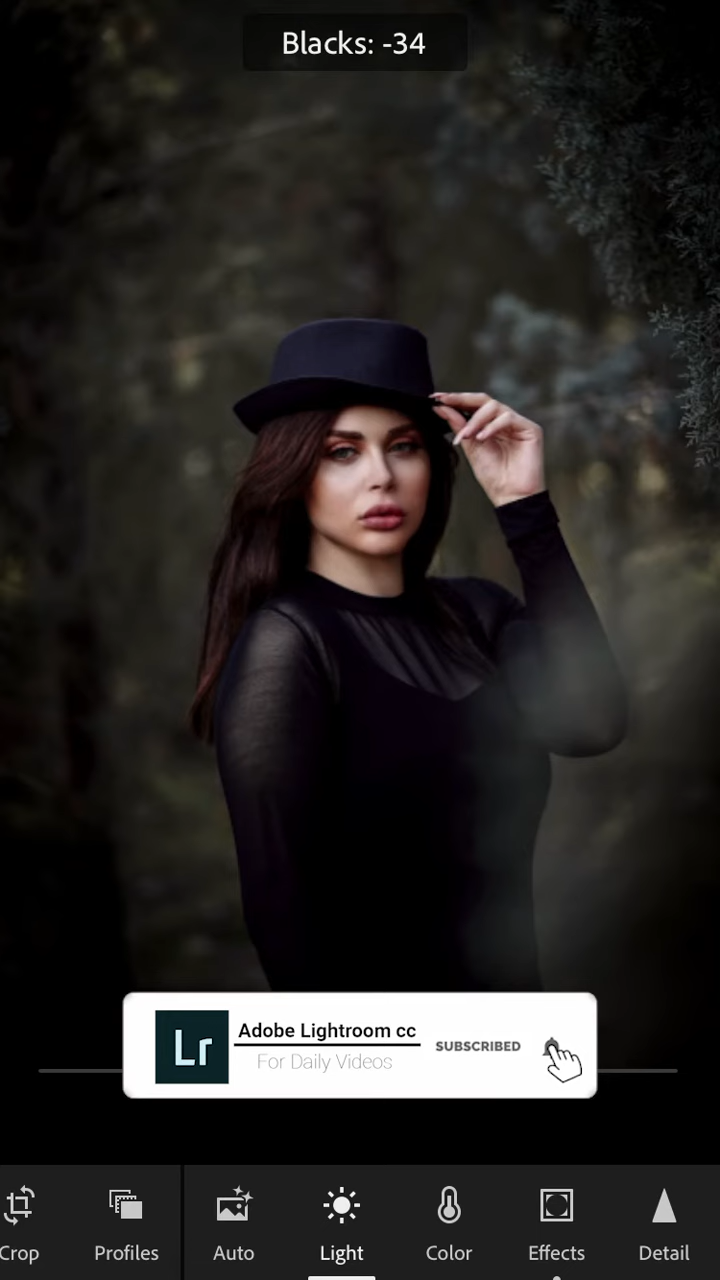 Blacks: -34
Lr
Adobe Lightroom cc
For Daily Videos
SUBSCRIBED
Crop
Profiles
Auto
Light
Color
Effects
Detail